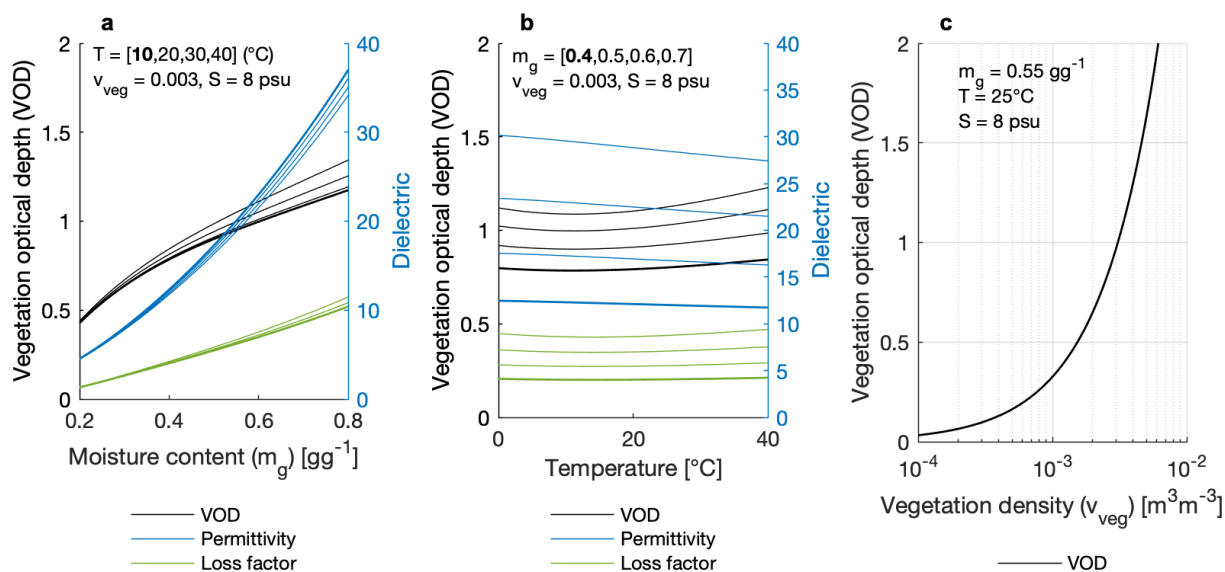 a
T = [10,20,30,40] (°C)
v_veg = 0.003, S = 8 psu
Vegetation optical depth (VOD)
2
1.5
1
0.5
0
40
30
20
10
0
Dielectric
0.2 0.4 0.6 0.8
Moisture content (m_g) [gg⁻¹]
VOD
Permittivity
Loss factor
b
m_g = [0.4,0.5,0.6,0.7]
v_veg = 0.003, S = 8 psu
Vegetation optical depth (VOD)
2
1.5
1
0.5
0
40
35
30
25
20
15
10
5
0
Dielectric
0 20 40
Temperature [°C]
VOD
Permittivity
Loss factor
c
m_g = 0.55 gg⁻¹
T = 25°C
S = 8 psu
Vegetation optical depth (VOD)
2
1.5
1
0.5
0
10⁻⁴ 10⁻³ 10⁻²
Vegetation density (v_veg) [m³m⁻³]
VOD